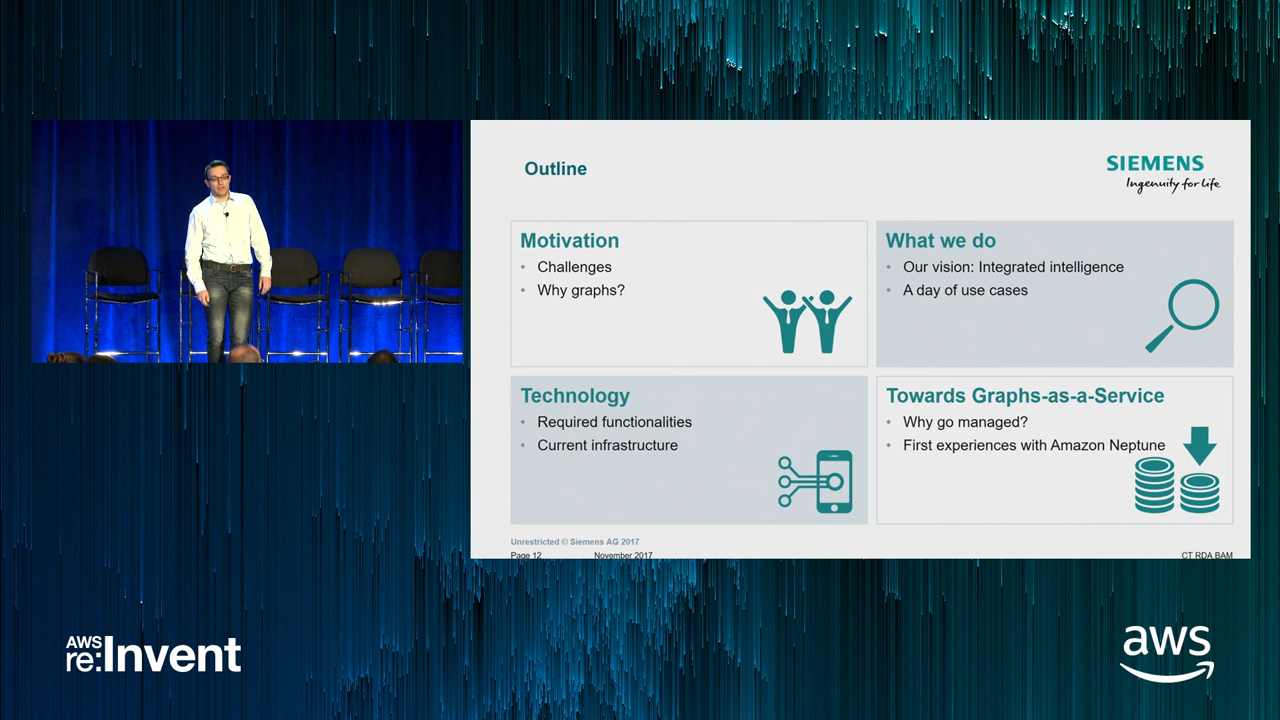 Outline
SIEMENS
Ingenuity for life
Motivation
• Challenges
• Why graphs?
What we do
• Our vision: Integrated intelligence
• A day of use cases
Technology
• Required functionalities
• Current infrastructure
Towards Graphs-as-a-Service
• Why go managed?
• First experiences with Amazon Neptune
Unrestricted © Siemens AG 2017
Page 12 November 2017 CT RDA BAM
AWS
re:Invent
aws